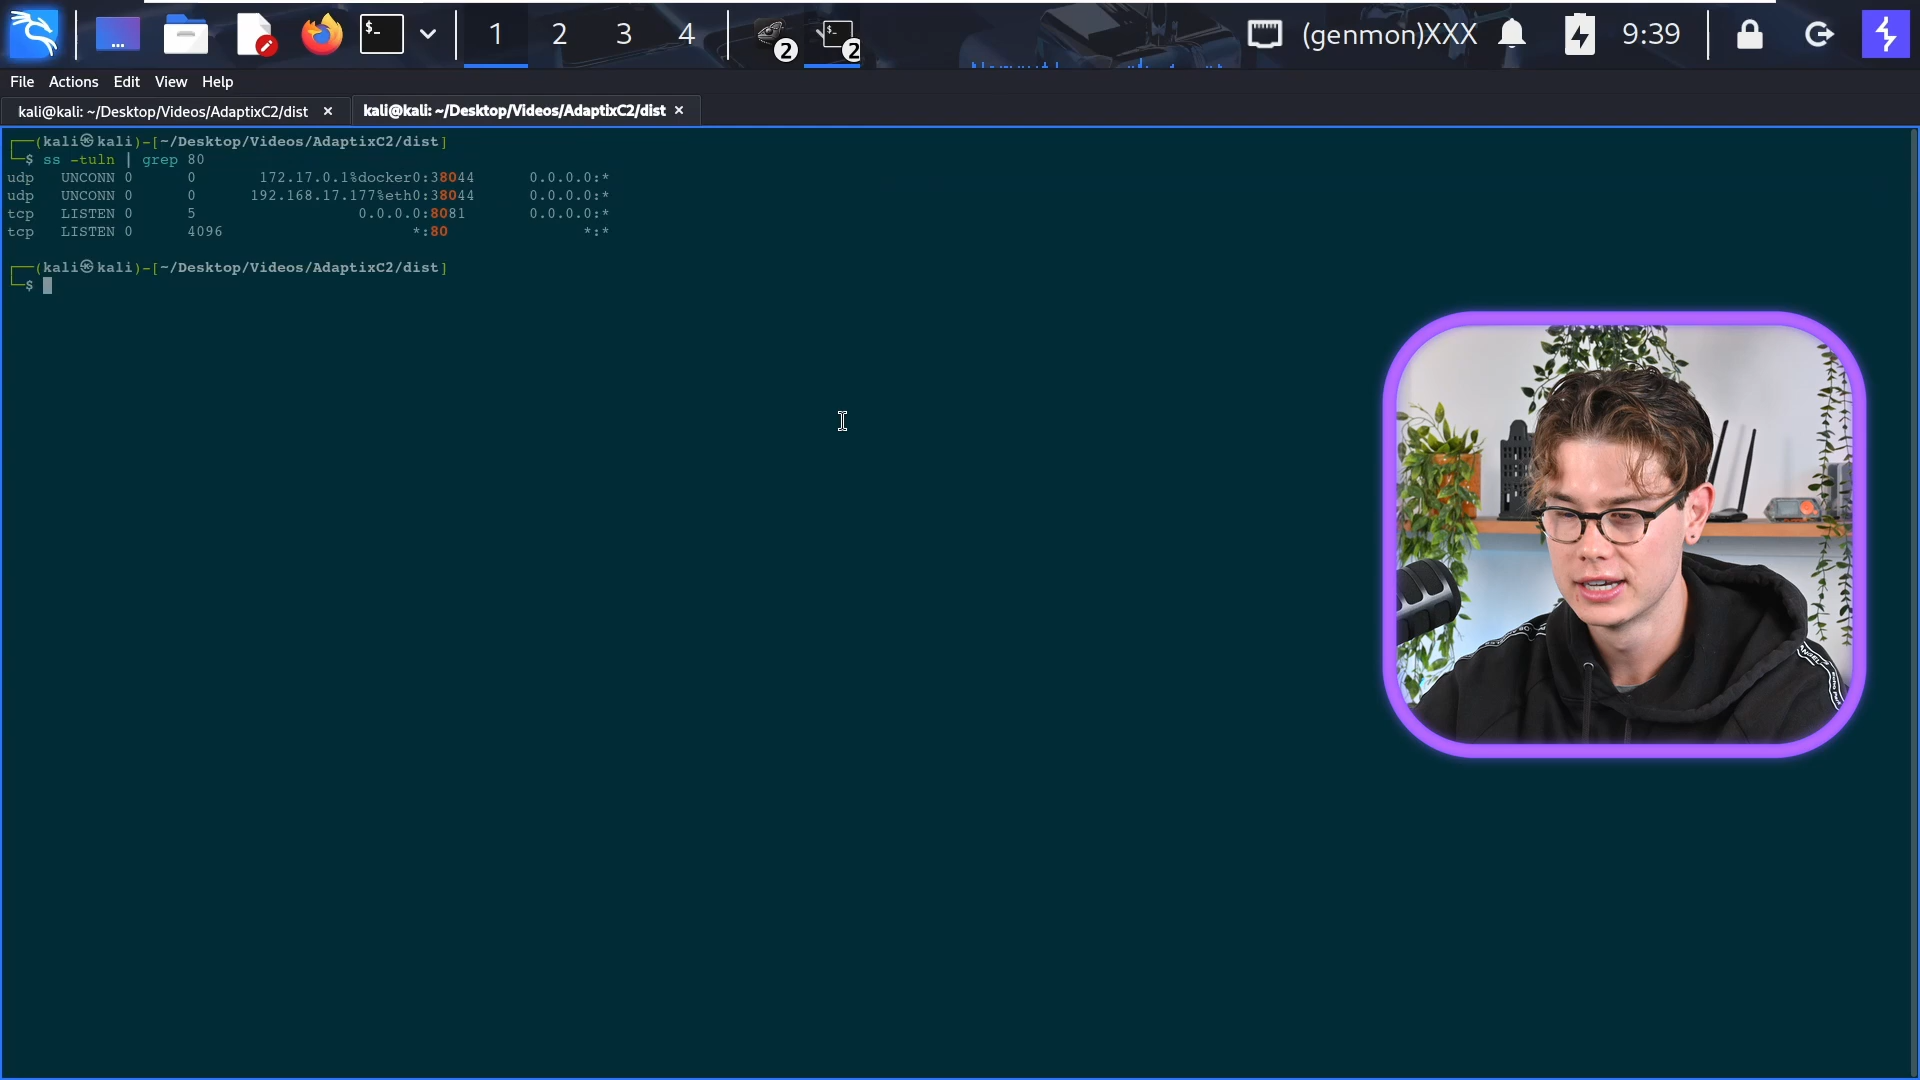 1 2 3 4 2 2 (genmon)XXX 9:39
File Actions Edit View Help
kali@kali: ~/Desktop/Videos/AdaptixC2/dist × kali@kali: ~/Desktop/Videos/AdaptixC2/dist ×
┌──(kali㉿kali)-[~/Desktop/Videos/AdaptixC2/dist]
└─$ ss -tuln | grep 80
udp UNCONN 0 0 172.17.0.1%docker0:38044 0.0.0.0:*
udp UNCONN 0 0 192.168.17.177%eth0:38044 0.0.0.0:*
tcp LISTEN 0 5 0.0.0.0:8081 0.0.0.0:*
tcp LISTEN 0 4096 *:80 *:*
┌──(kali㉿kali)-[~/Desktop/Videos/AdaptixC2/dist]
└─$